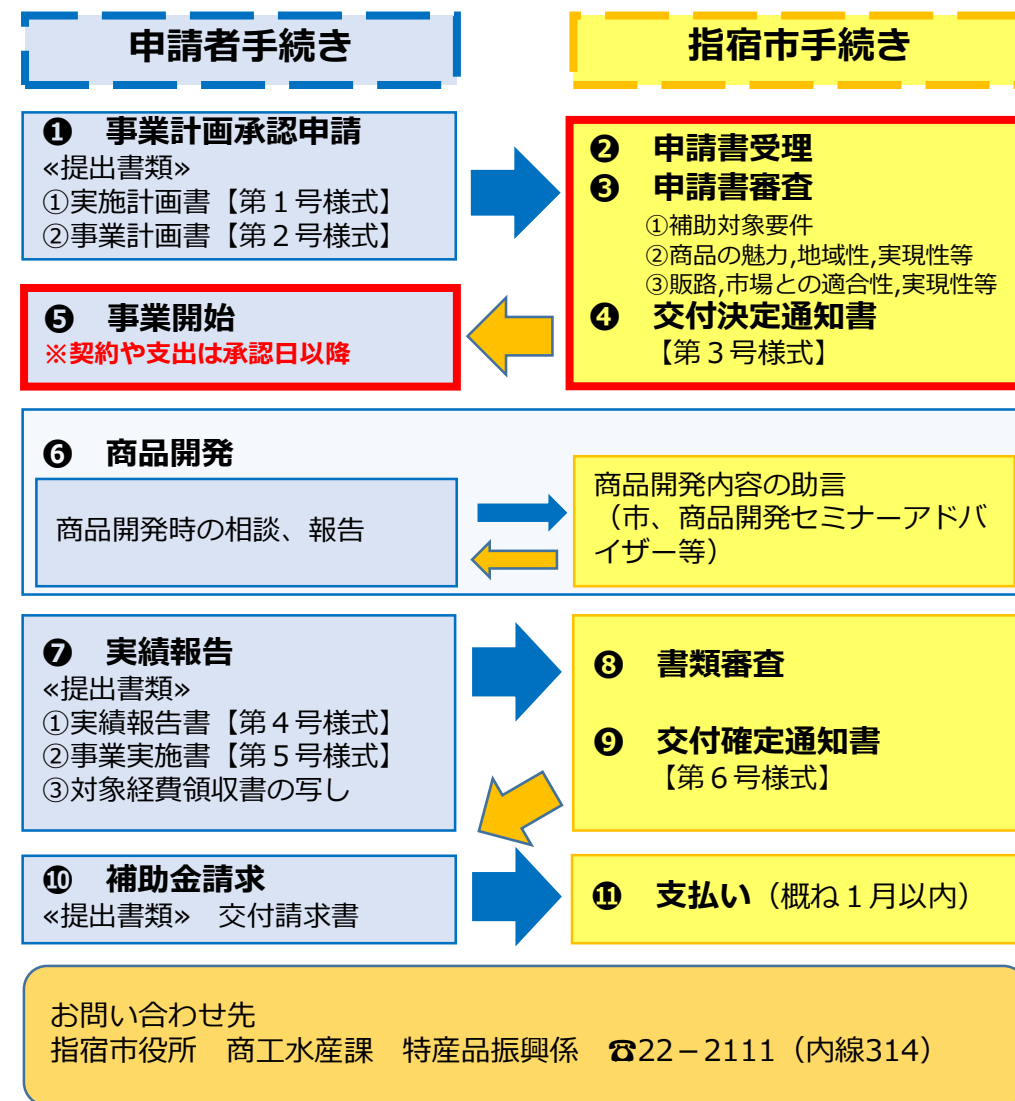 申請者手続き
指宿市手続き
❶　事業計画承認申請
«提出書類»
①実施計画書【第１号様式】
②事業計画書【第２号様式】
❷　申請書受理
❸　申請書審査
①補助対象要件
②商品の魅力,地域性,実現性等
③販路,市場との適合性,実現性等
❹　交付決定通知書
【第３号様式】
❺　事業開始
※契約や支出は承認日以降
❻　商品開発
商品開発時の相談、報告
商品開発内容の助言
（市、商品開発セミナーアドバ
イザー等）
❼　実績報告
«提出書類»
①実績報告書【第４号様式】
②事業実施書【第５号様式】
③対象経費領収書の写し
❽　書類審査
❾　交付確定通知書
【第６号様式】
❿　補助金請求
«提出書類»　交付請求書
⓫　支払い（概ね１月以内）
お問い合わせ先
指宿市役所　商工水産課　特産品振興係　☎22－2111（内線314）